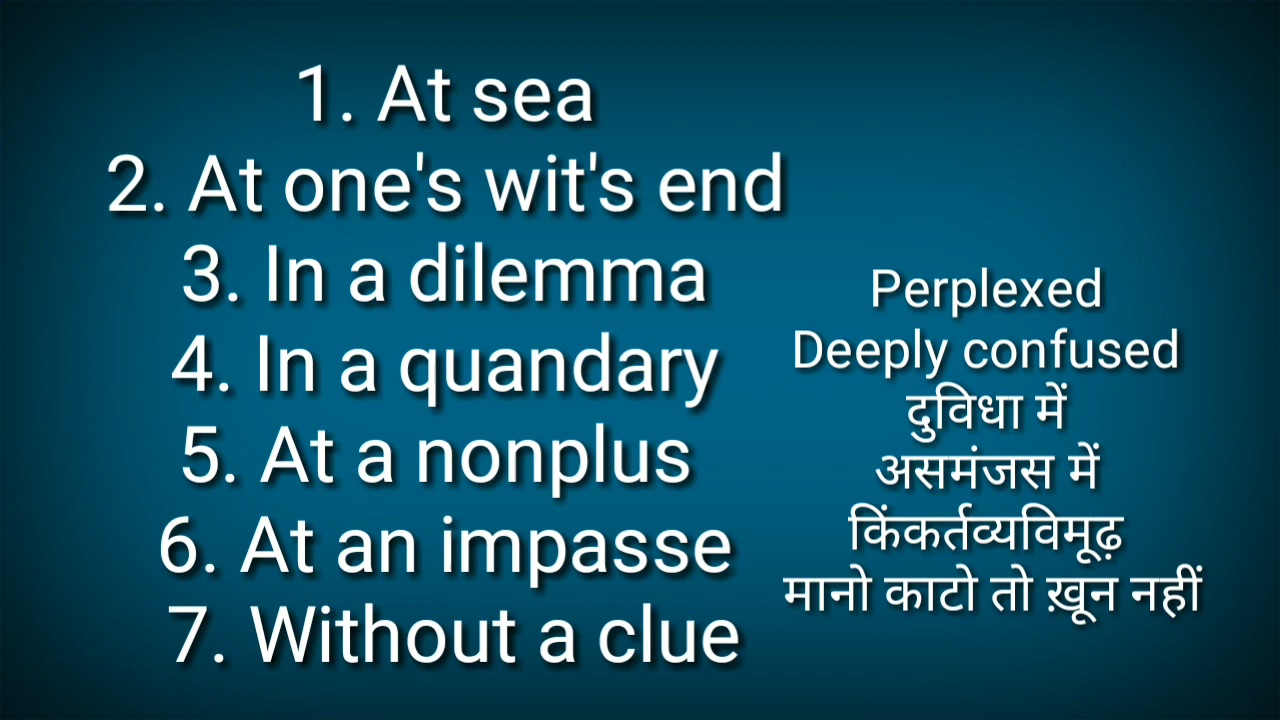 1. At sea
2. At one's wit's end
3. In a dilemma
4. In a quandary
5. At a nonplus
6. At an impasse
7. Without a clue
Perplexed
Deeply confused
दुविधा में
असमंजस में
किंकर्तव्यविमूढ़
मानो काटो तो ख़ून नहीं